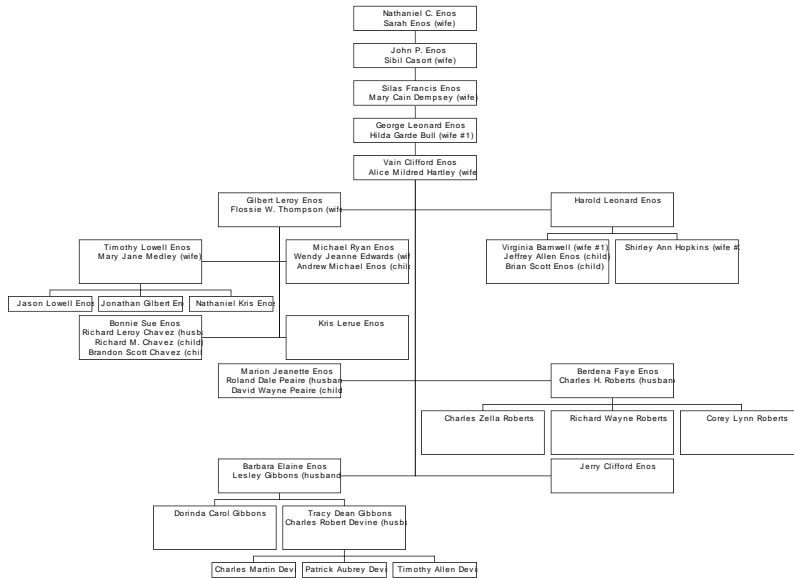 Nathaniel C. Enos
Sarah Enos (wife)
John P. Enos
Sibil Casort (wife)
Silas Francis Enos
Mary Cain Dempsey (wife)
George Leonard Enos
Hilda Garde Bull (wife #1)
Vain Clifford Enos
Alice Mildred Hartley (wife
Gilbert Leroy Enos
Flossie W. Thompson (wife
Harold Leonard Enos
Timothy Lowell Enos
Mary Jane Medley (wife)
Michael Ryan Enos
Wendy Jeanne Edwards (wif
Andrew Michael Enos (chil
Virginia Barnwell (wife #1)
Jeffrey Allen Enos (child)
Brian Scott Enos (child)
Shirley Ann Hopkins (wife #
Jason Lowell Enos
Jonathan Gilbert En
Nathaniel Kris Enos
Bonnie Sue Enos
Richard Leroy Chavez (husb
Richard M. Chavez (child)
Brandon Scott Chavez (chil
Kris Lerue Enos
Marion Jeanette Enos
Roland Dale Peaire (husban
David Wayne Peaire (child
Berdena Faye Enos
Charles H. Roberts (husban
Charles Zella Roberts
Richard Wayne Roberts
Corey Lynn Roberts
Barbara Elaine Enos
Lesley Gibbons (husband
Jerry Clifford Enos
Dorinda Carol Gibbons
Tracy Dean Gibbons
Charles Robert Devine (husb
Charles Martin Devi
Patrick Aubrey Devi
Timothy Allen Devi